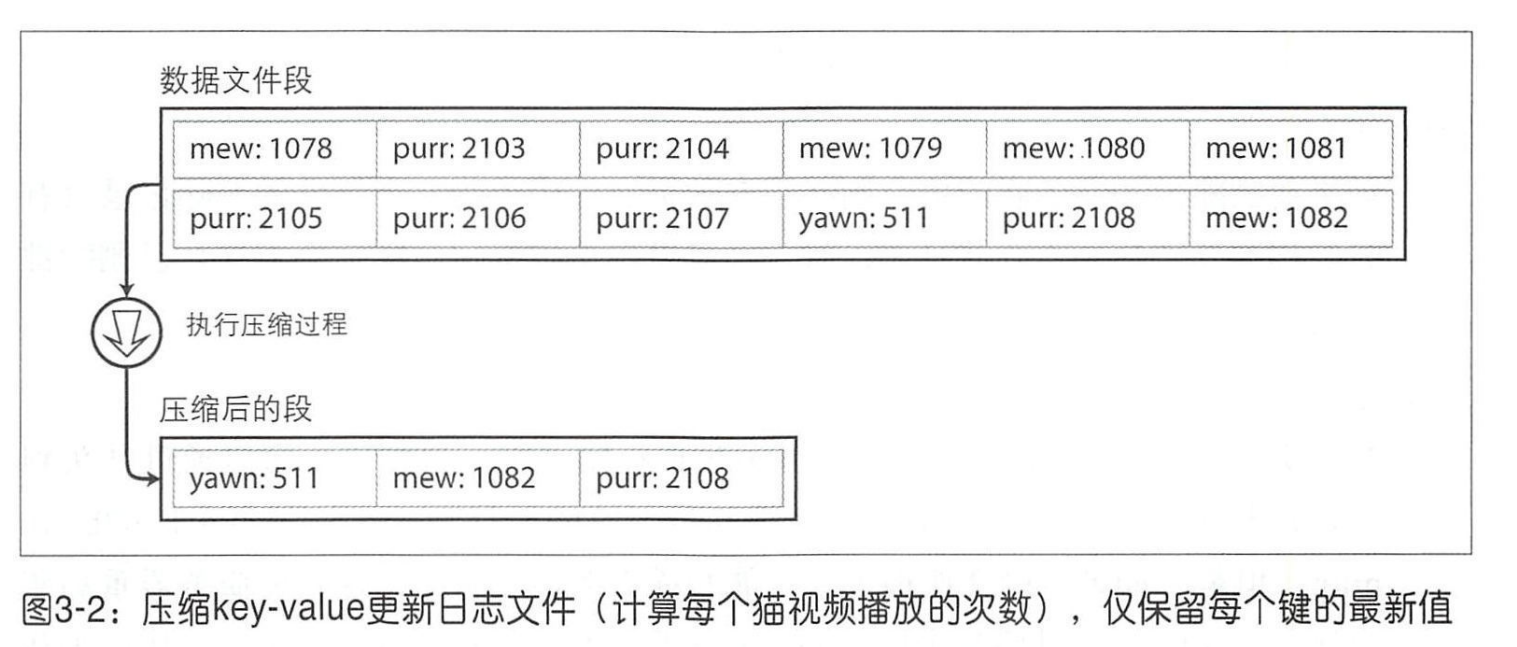 数据文件段
mew: 1078 purr: 2103 purr: 2104 mew: 1079 mew: 1080 mew: 1081
purr: 2105 purr: 2106 purr: 2107 yawn: 511 purr: 2108 mew: 1082
执行压缩过程
压缩后的段
yawn: 511 mew: 1082 purr: 2108
图3-2：压缩key-value更新日志文件（计算每个猫视频播放的次数），仅保留每个键的最新值